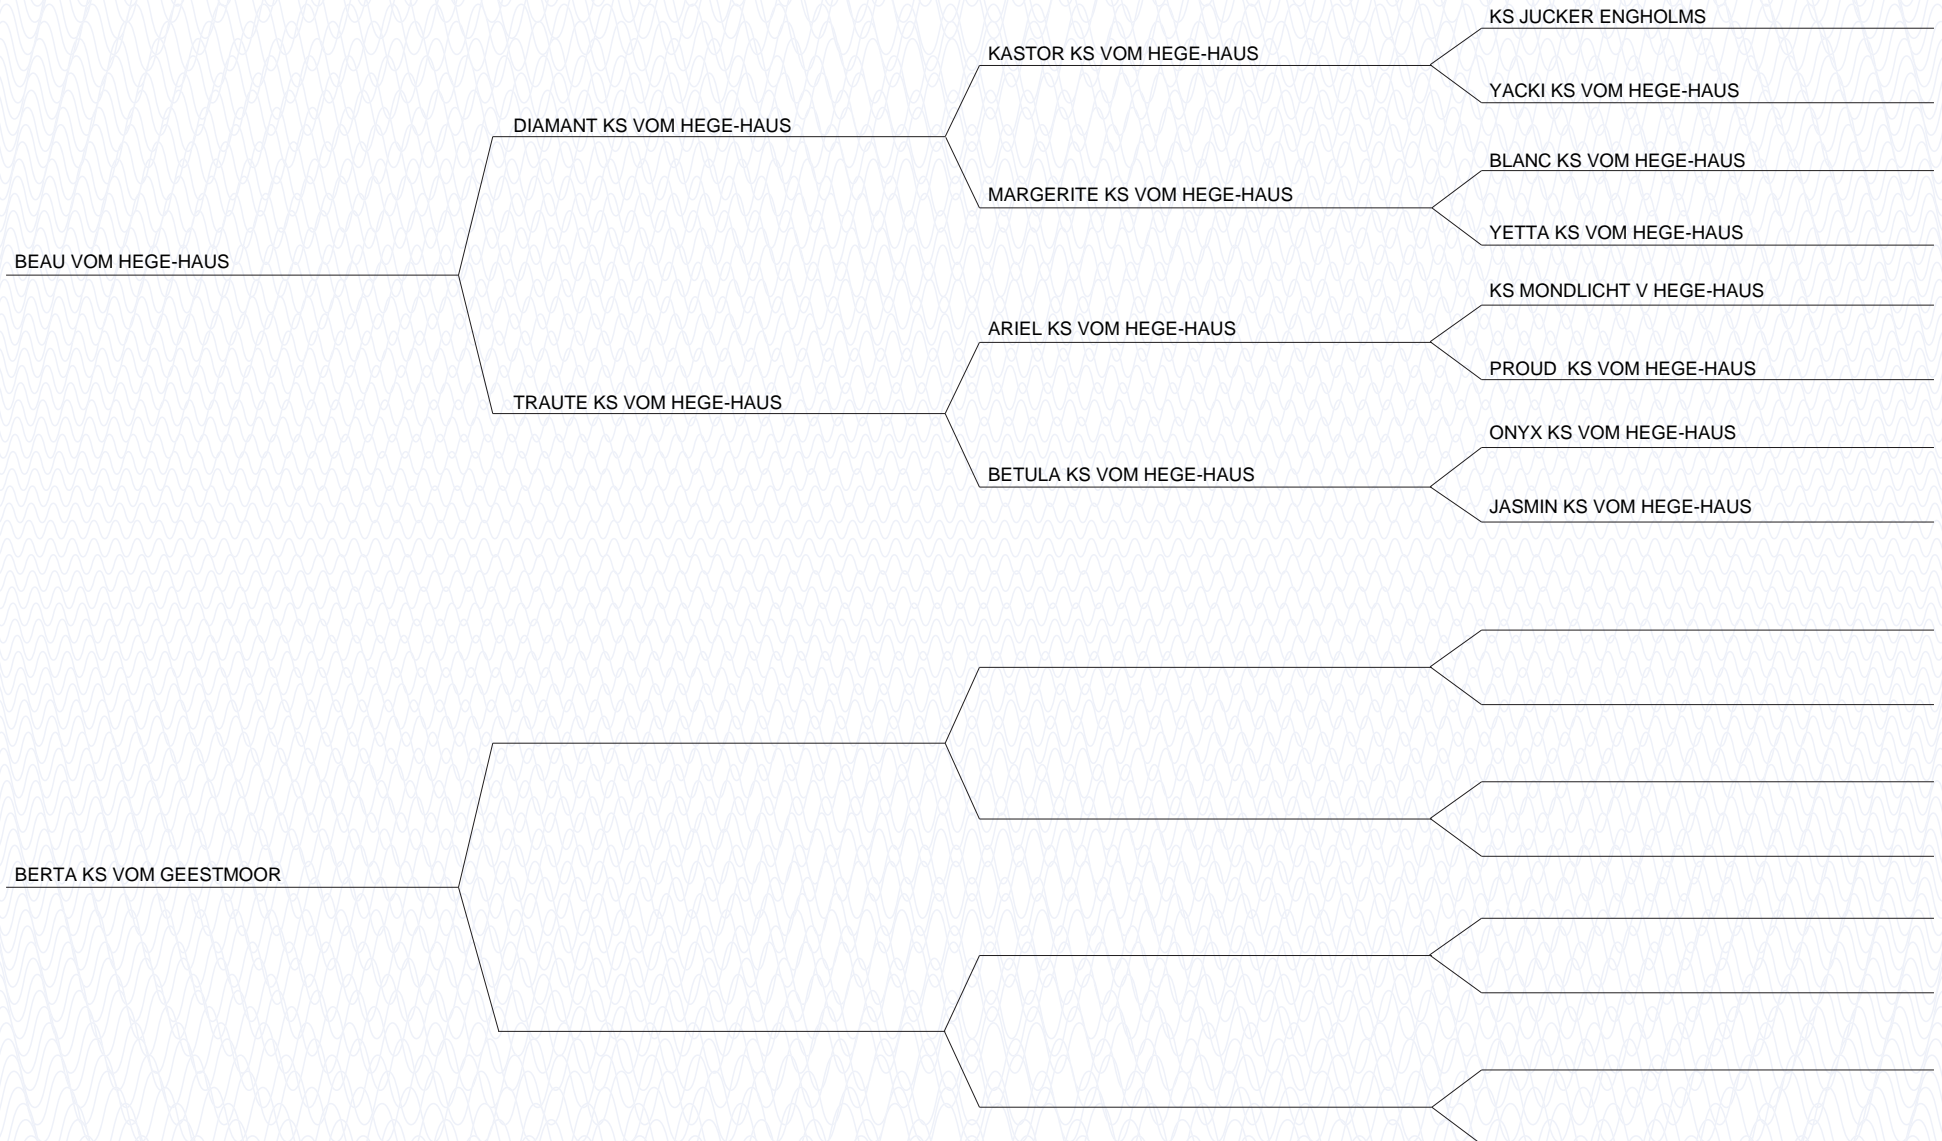 KS JUCKER ENGHOLMS
KASTOR KS VOM HEGE-HAUS
YACKI KS VOM HEGE-HAUS
DIAMANT KS VOM HEGE-HAUS
BLANC KS VOM HEGE-HAUS
MARGERITE KS VOM HEGE-HAUS
YETTA KS VOM HEGE-HAUS
BEAU VOM HEGE-HAUS
KS MONDLICHT V HEGE-HAUS
ARIEL KS VOM HEGE-HAUS
PROUD  KS VOM HEGE-HAUS
TRAUTE KS VOM HEGE-HAUS
ONYX KS VOM HEGE-HAUS
BETULA KS VOM HEGE-HAUS
JASMIN KS VOM HEGE-HAUS
BERTA KS VOM GEESTMOOR